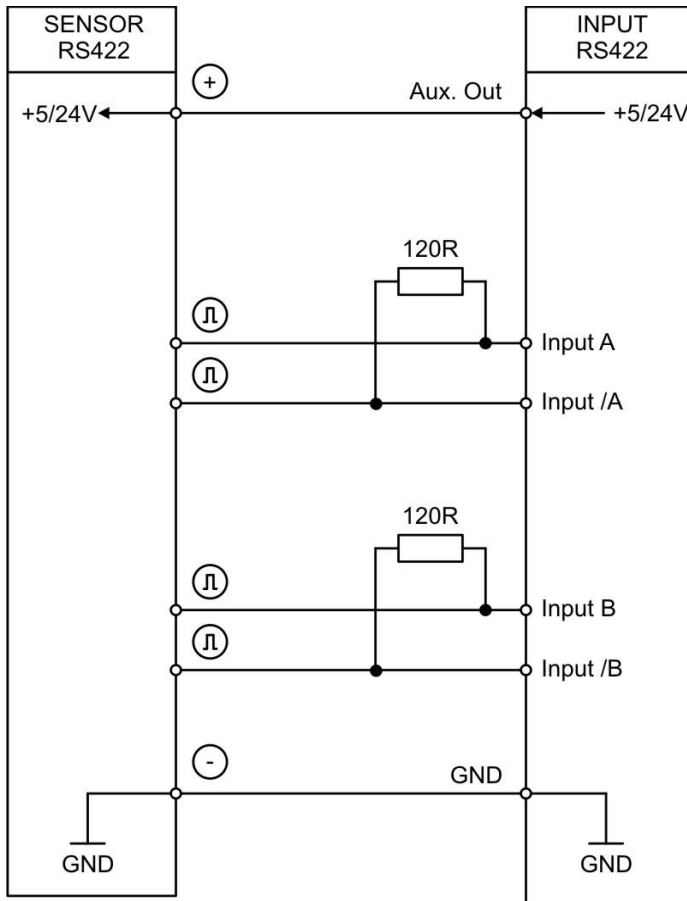 SENSOR
RS422
INPUT
RS422
+
Aux. Out
+5/24V
+5/24V
120R
Input A
Input /A
120R
Input B
Input /B
-
GND
GND
GND